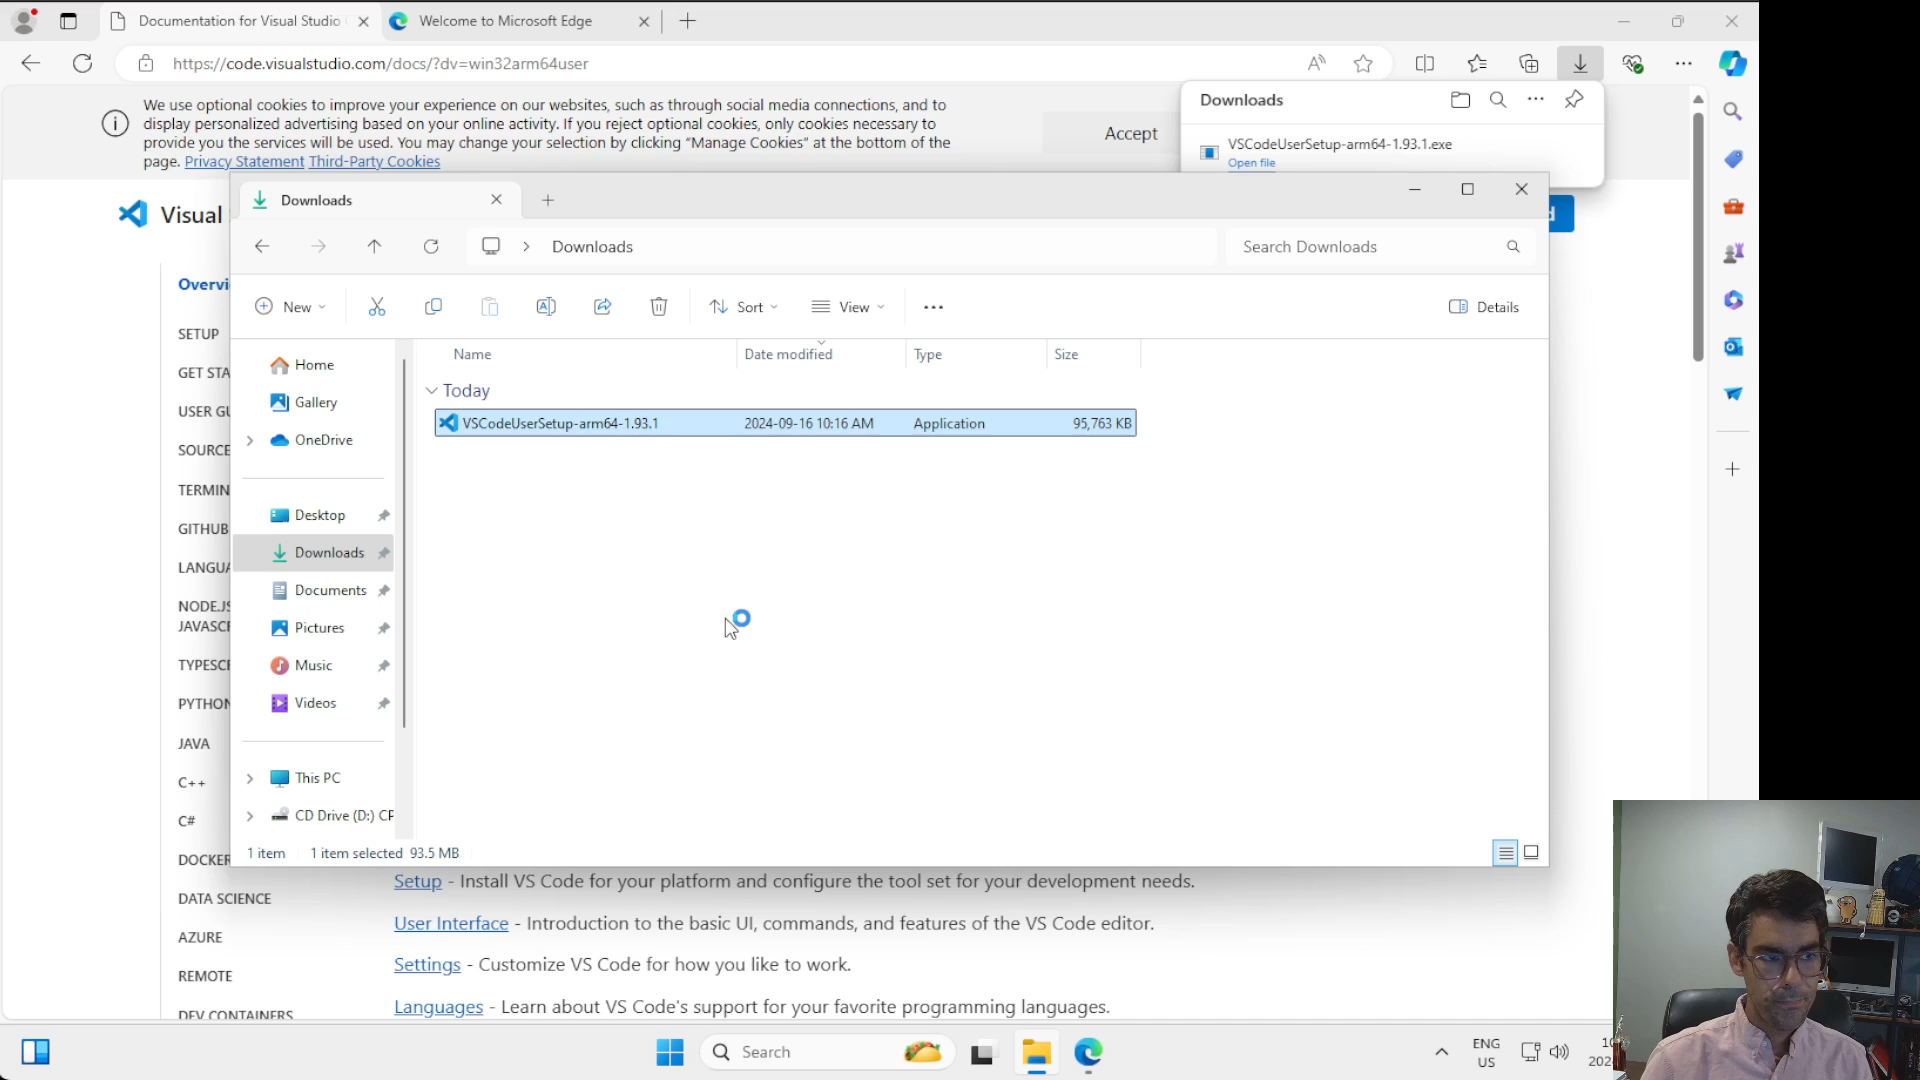 Documentation for Visual Studio
Welcome to Microsoft Edge
https://code.visualstudio.com/docs/?dv=win32arm64user
We use optional cookies to improve your experience on our websites, such as through social media connections, and to
display personalized advertising based on your online activity. If you reject optional cookies, only cookies necessary to
provide you the services will be used. You may change your selection by clicking "Manage Cookies" at the bottom of the
page. Privacy Statement Third-Party Cookies
Accept
Downloads
VSCodeUserSetup-arm64-1.93.1.exe
Open file
Visual
Downloads
Downloads
Search Downloads
New
Sort
View
Details
Name
Date modified
Type
Size
Today
VSCodeUserSetup-arm64-1.93.1
2024-09-16 10:16 AM
Application
95,763 KB
Home
Gallery
OneDrive
Desktop
Downloads
Documents
Pictures
Music
Videos
This PC
CD Drive (D:) CF
1 item
1 item selected 93.5 MB
Overvi
SETUP
GET STA
USER GU
SOURCE
TERMIN
GITHUB
LANGUA
NODE.JS
JAVASCR
TYPESCR
PYTHON
JAVA
C++
C#
DOCKER
DATA SCIENCE
AZURE
REMOTE
DEV CONTAINERS
Setup - Install VS Code for your platform and configure the tool set for your development needs.
User Interface - Introduction to the basic UI, commands, and features of the VS Code editor.
Settings - Customize VS Code for how you like to work.
Languages - Learn about VS Code's support for your favorite programming languages.
Search
ENG
US